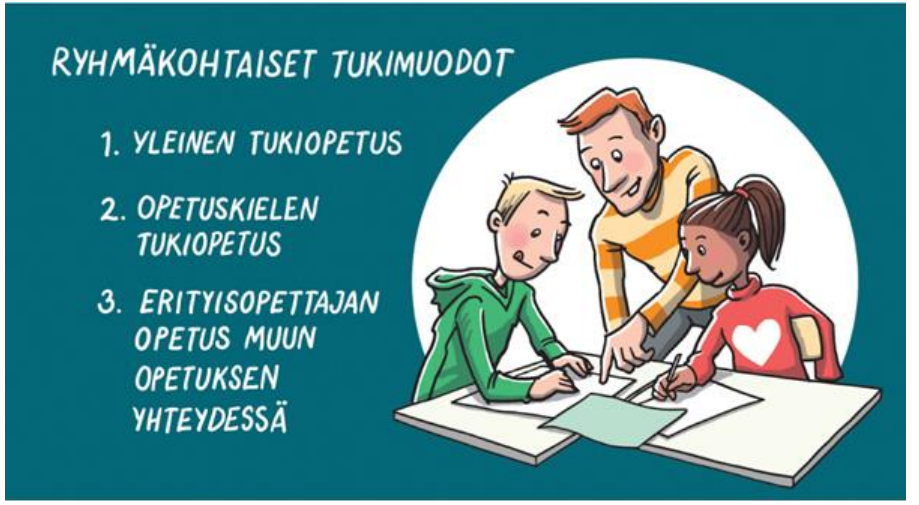 RYHMÄKOHTAISET TUKIMUODOT
1. YLEINEN TUKIOPETUS
2. OPETUSKIELEN
TUKIOPETUS
3. ERITYISOPETTAJAN
OPETUS MUUN
OPETUKSEN
YHTEYDESSÄ